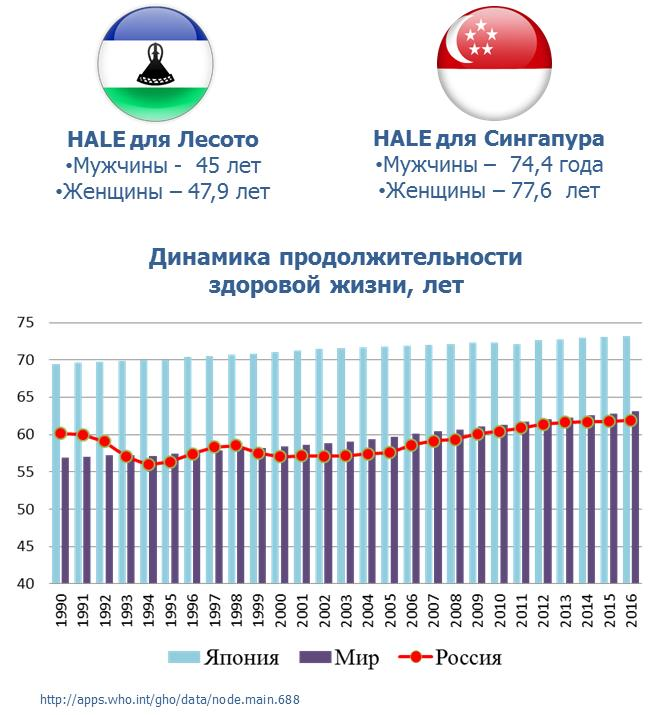 HALE для Лесото
•Мужчины - 45 лет
•Женщины – 47,9 лет
HALE для Сингапура
•Мужчины – 74,4 года
•Женщины – 77,6 лет
Динамика продолжительности
здоровой жизни, лет
75
70
65
60
55
50
45
40
1990 1991 1992 1993 1994 1995 1996 1997 1998 1999 2000 2001 2002 2003 2004 2005 2006 2007 2008 2009 2010 2011 2012 2013 2014 2015 2016
Япония Мир Россия
http://apps.who.int/gho/data/node.main.688